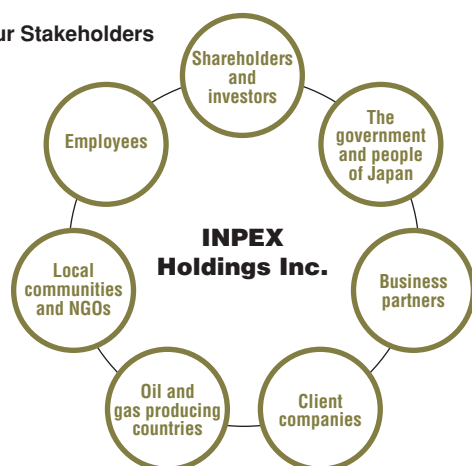 ur Stakeholders
Shareholders
and
investors
The
government
and people
of Japan
Business
partners
Client
companies
Oil and
gas producing
countries
Local
communities
and NGOs
Employees
INPEX
Holdings Inc.